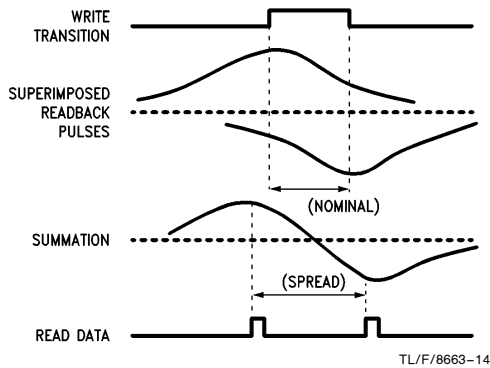 WRITE
TRANSITION
SUPERIMPOSED
READBACK
PULSES
(NOMINAL)
SUMMATION
(SPREAD)
READ DATA
TL/F/8663–14